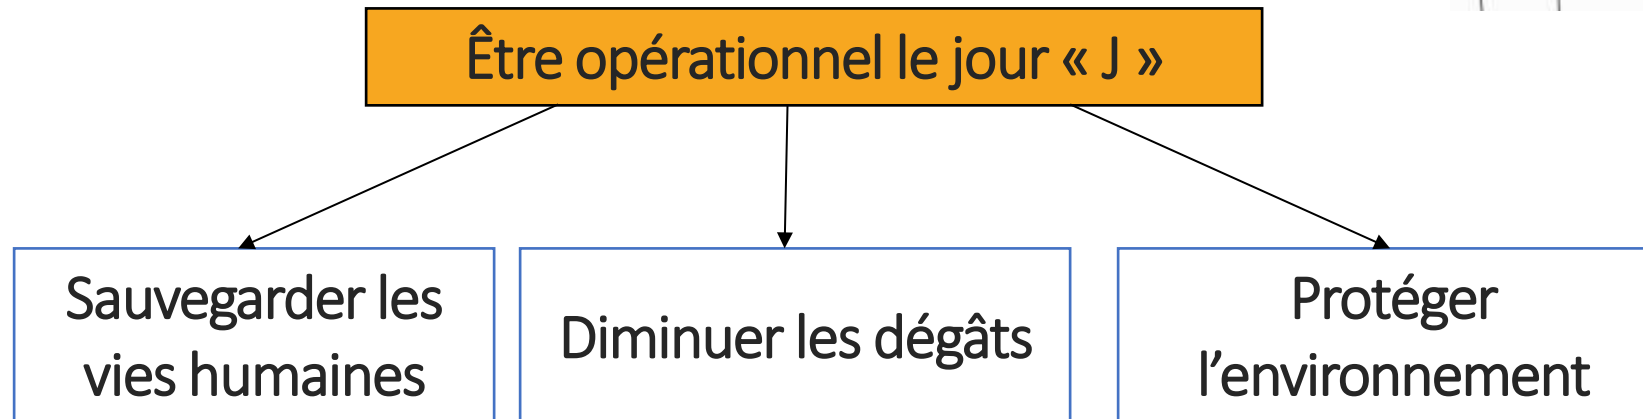 Être opérationnel le jour « J »
Sauvegarder les
vies humaines
Diminuer les dégâts
Protéger
l’environnement